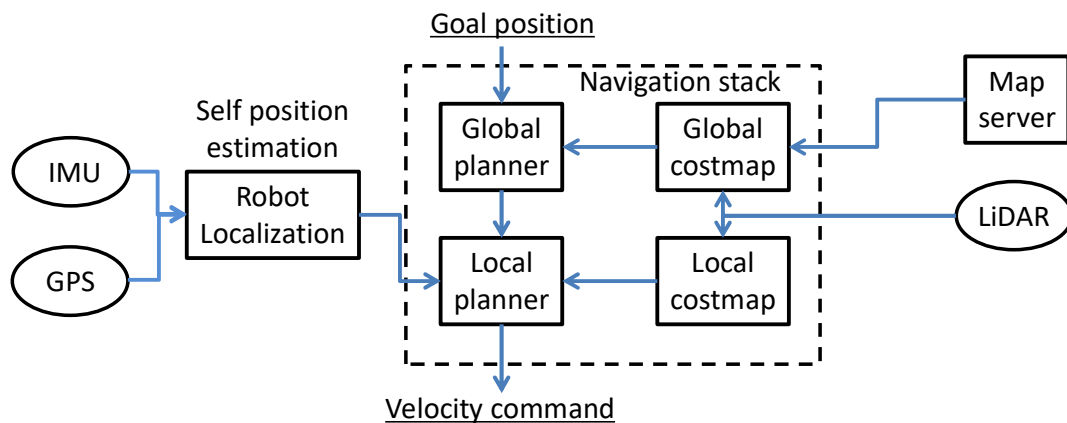 Goal position
Navigation stack
Map
server
Self position
estimation
Global
planner
Global
costmap
IMU
Robot
Localization
LiDAR
GPS
Local
planner
Local
costmap
Velocity command